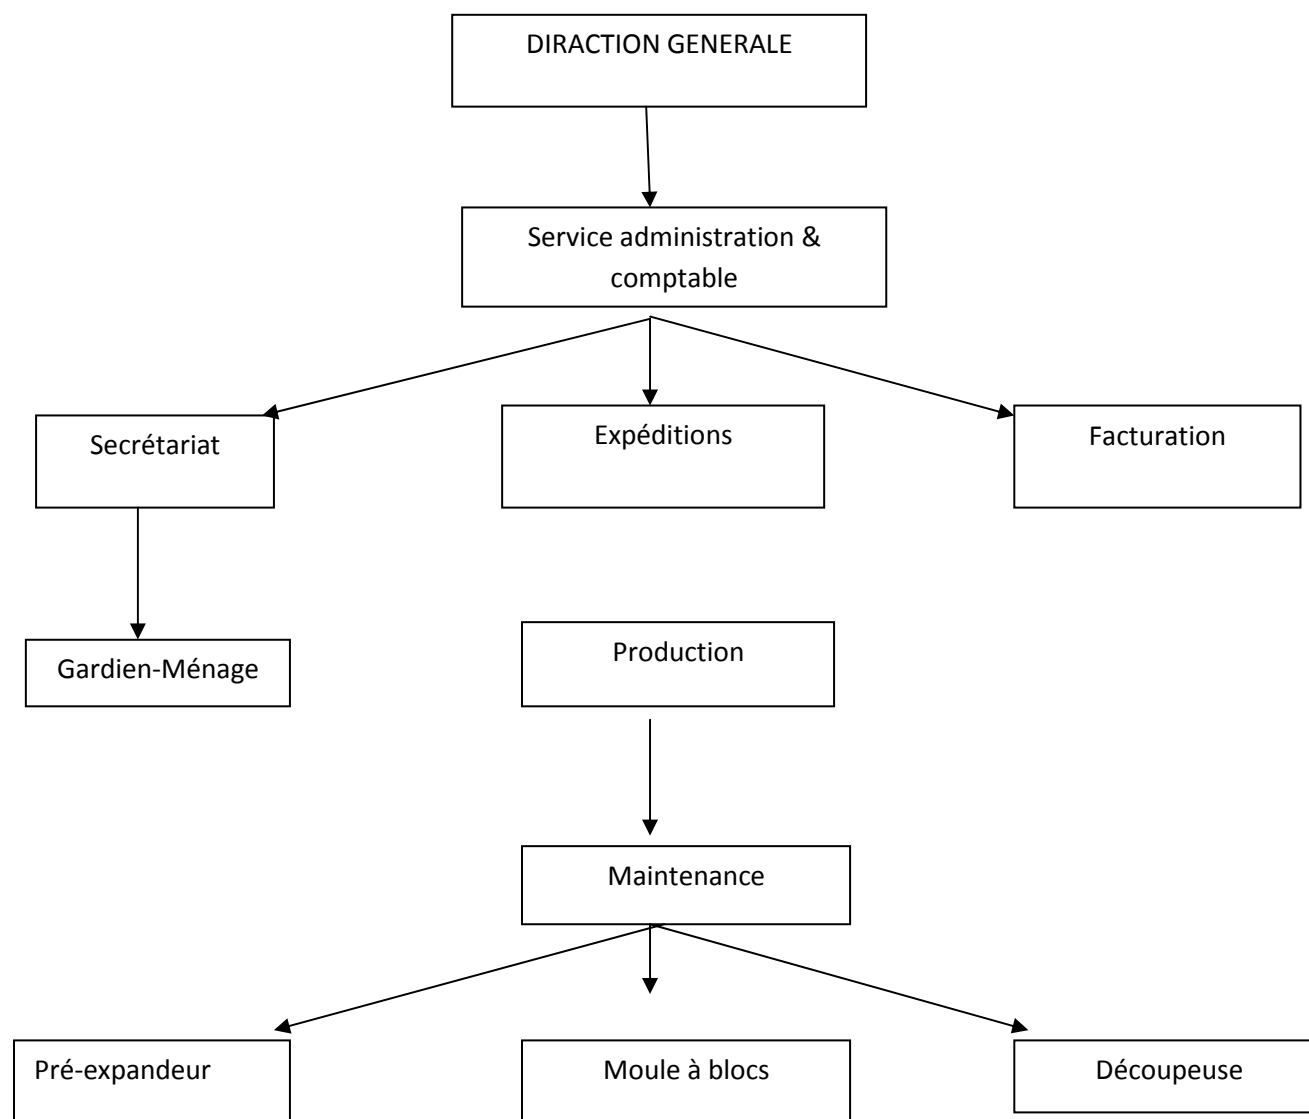 DIRACTION GENERALE
Service administration &
comptable
Secrétariat
Expéditions
Facturation
Gardien-Ménage
Production
Maintenance
Pré-expandeur
Moule à blocs
Découpeuse